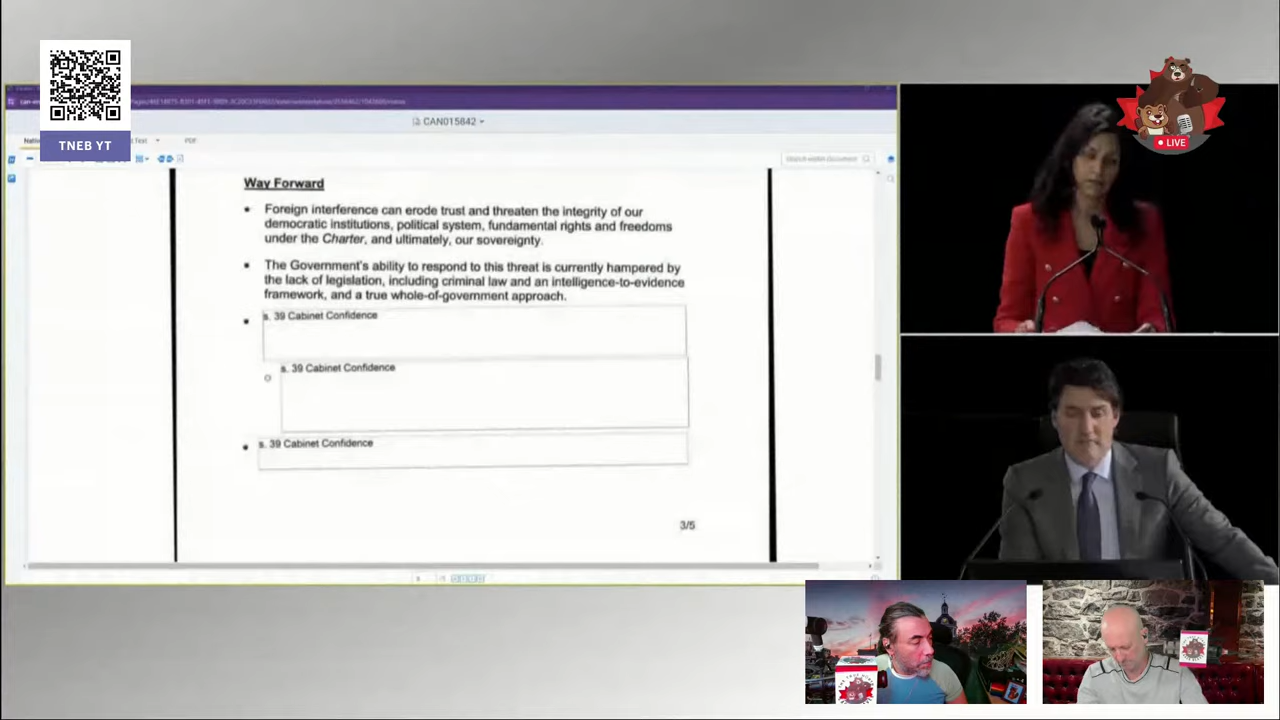 TNEB YT
CAN015842
PDF
LIVE
Way Forward
Foreign interference can erode trust and threaten the integrity of our
democratic institutions, political system, fundamental rights and freedoms
under the Charter, and ultimately, our sovereignty.
The Government's ability to respond to this threat is currently hampered by
the lack of legislation, including criminal law and an intelligence-to-evidence
framework, and a true whole-of-government approach.
s. 39 Cabinet Confidence
s. 39 Cabinet Confidence
s. 39 Cabinet Confidence
3/5